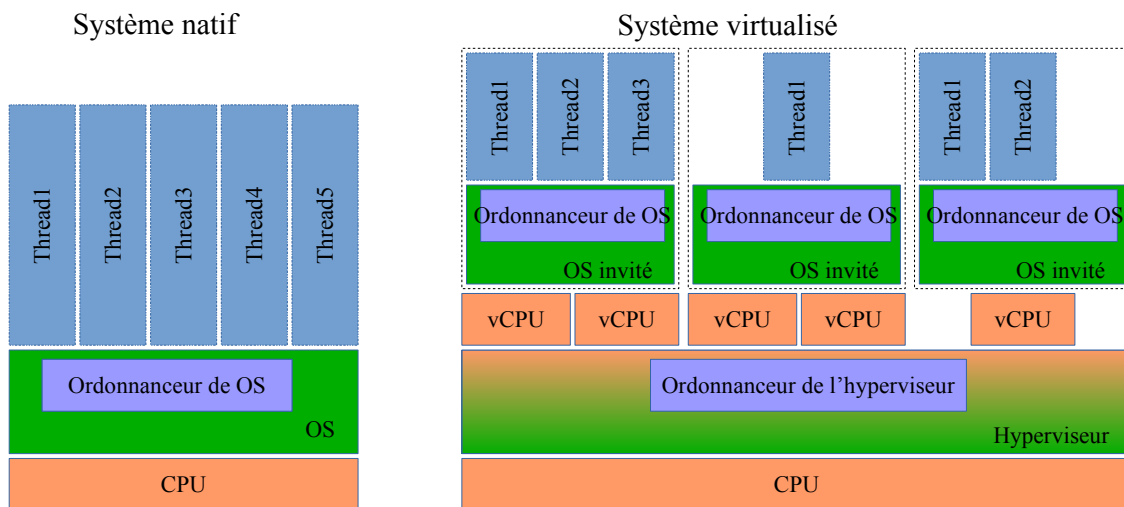 Système natif
Thread1
Thread2
Thread3
Thread4
Thread5
Ordonnanceur de OS
OS
CPU
Système virtualisé
Thread1
Thread2
Thread3
Thread1
Thread1
Thread2
Ordonnanceur de OS
Ordonnanceur de OS
Ordonnanceur de OS
OS invité
OS invité
OS invité
vCPU
vCPU
vCPU
vCPU
vCPU
Ordonnanceur de l’hyperviseur
Hyperviseur
CPU